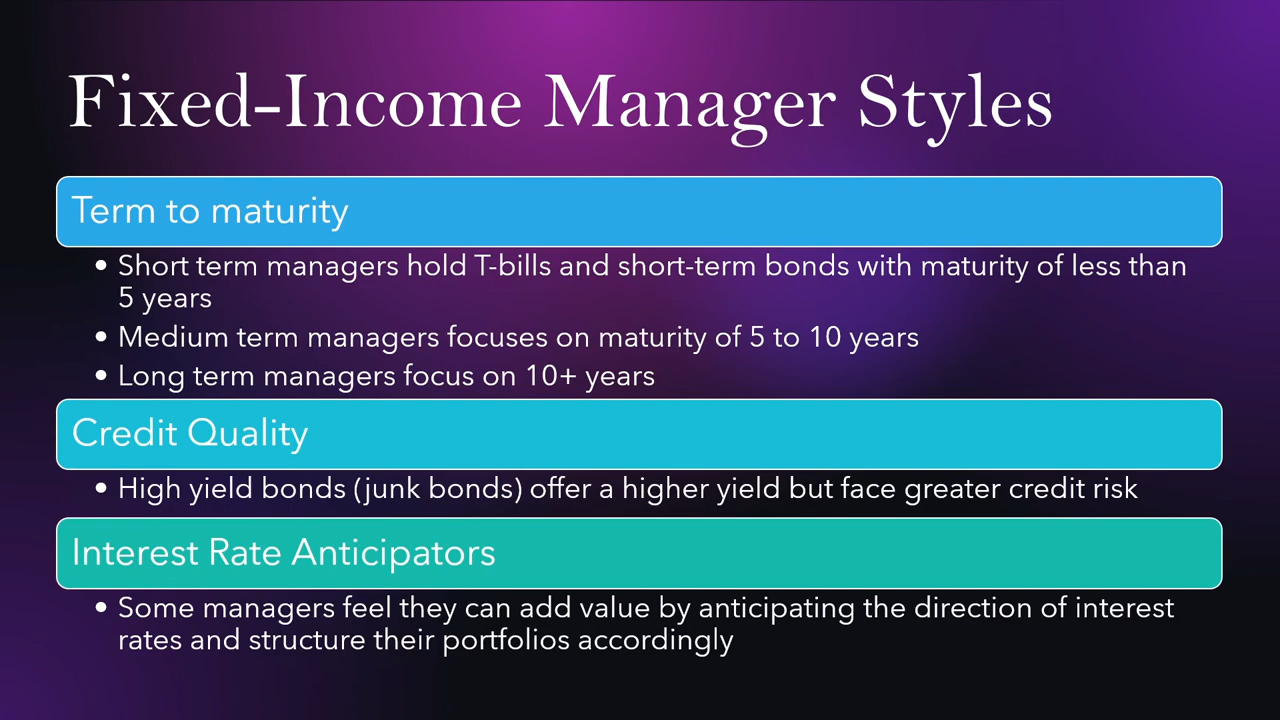 Fixed-Income Manager Styles
Term to maturity
• Short term managers hold T-bills and short-term bonds with maturity of less than
5 years
• Medium term managers focuses on maturity of 5 to 10 years
• Long term managers focus on 10+ years
Credit Quality
• High yield bonds (junk bonds) offer a higher yield but face greater credit risk
Interest Rate Anticipators
• Some managers feel they can add value by anticipating the direction of interest
rates and structure their portfolios accordingly